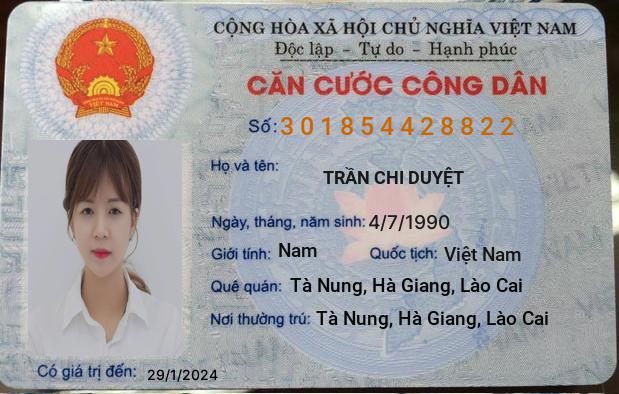 CỘNG HÒA XÃ HỘI CHỦ NGHĨA VIỆT NAM
Độc lập - Tự do - Hạnh phúc
CĂN CƯỚC CÔNG DÂN
Số: 301854428822
Họ và tên:
TRẦN CHI DUYỆT
Ngày, tháng, năm sinh: 4/7/1990
Giới tính: Nam Quốc tịch: Việt Nam
Quê quán: Tà Nung, Hà Giang, Lào Cai
Nơi thường trú: Tà Nung, Hà Giang, Lào Cai
Có giá trị đến: 29/1/2024
VIỆT NAM